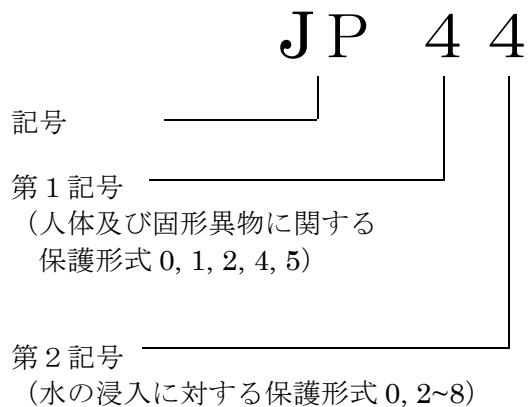 JP 4 4
記号
第１記号
（人体及び固形異物に関する
保護形式 0, 1, 2, 4, 5）
第２記号
（水の浸入に対する保護形式 0, 2~8）